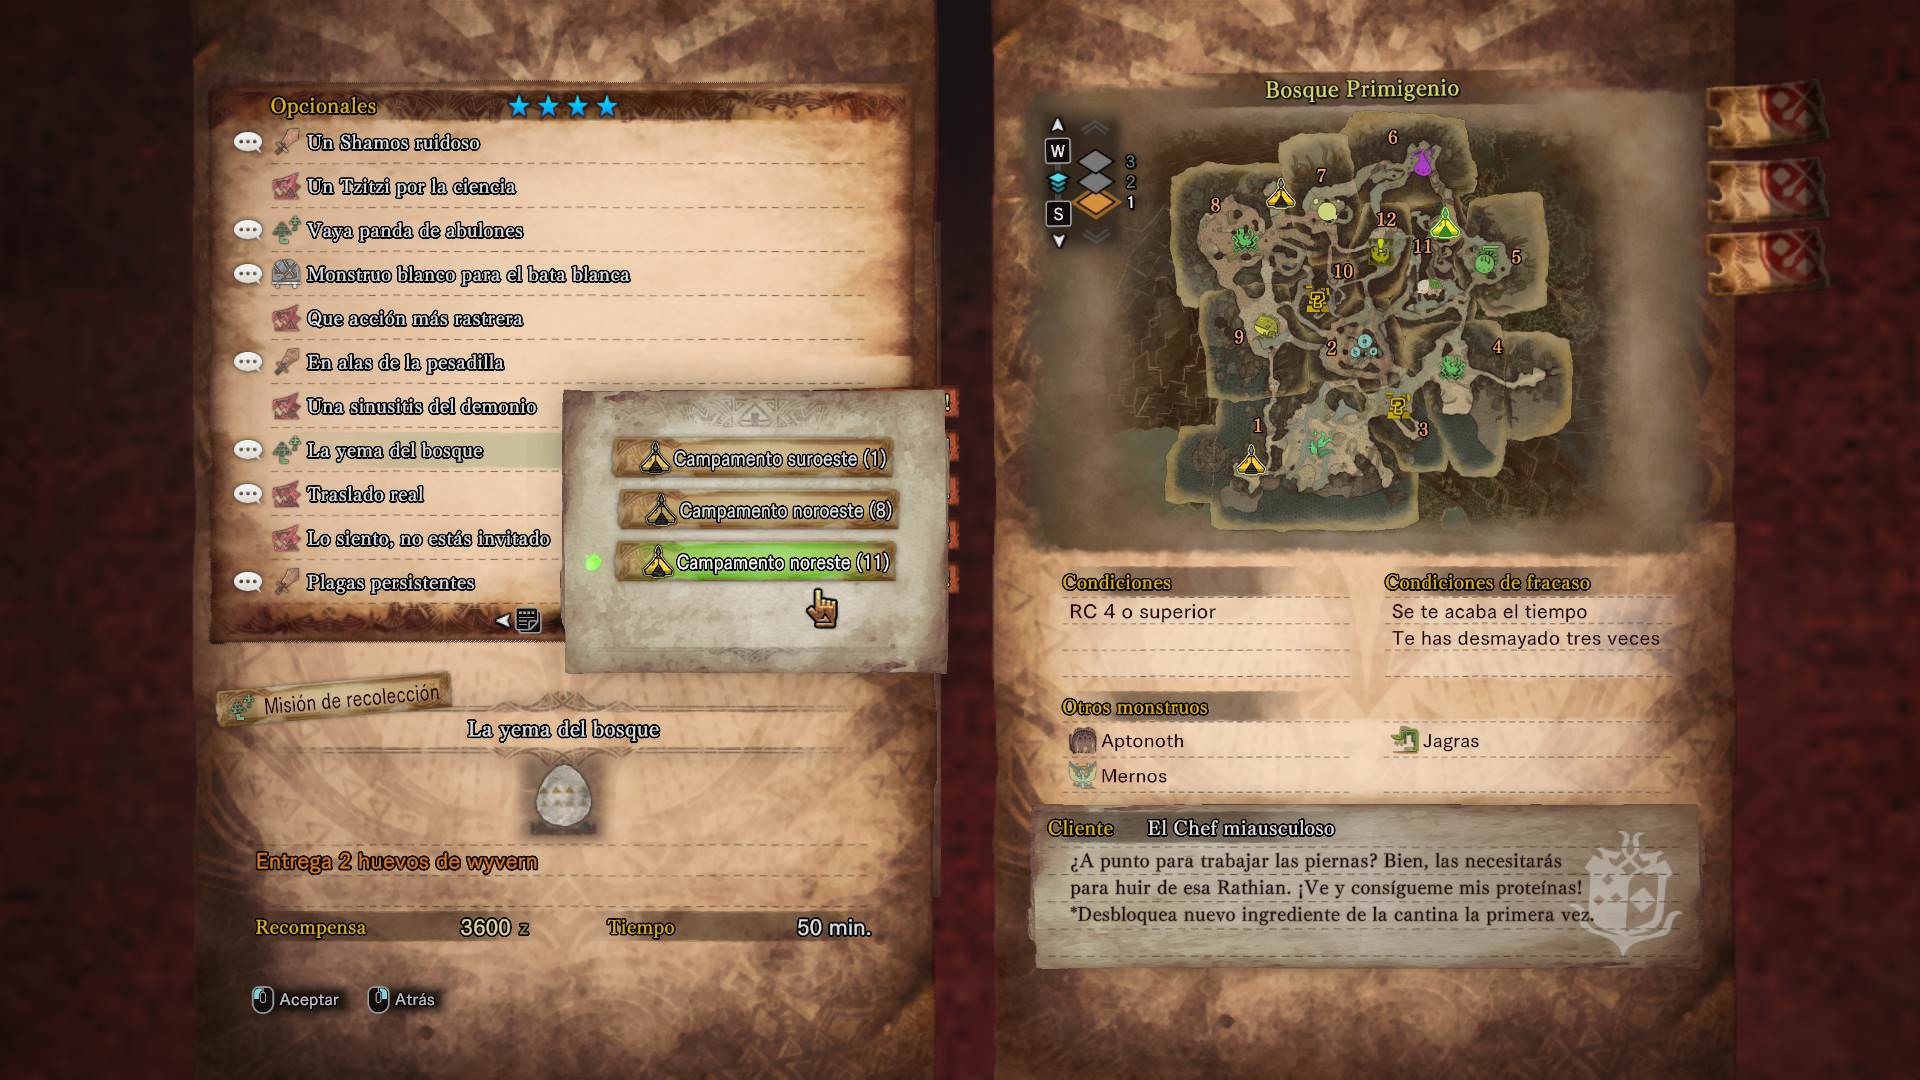 Opcionales
Un Shamos ruidoso
Un Tzitzi por la ciencia
Vaya panda de abulones
Monstruo blanco para el bata blanca
Que acción más rastrera
En alas de la pesadilla
Una sinusitis del demonio
La yema del bosque
Traslado real
Lo siento, no estás invitado
Plagas persistentes
Campamento suroeste (1)
Campamento noroeste (8)
Campamento noreste (11)
Misión de recolección
La yema del bosque
Entrega 2 huevos de wyvern
Recompensa 3600 z Tiempo 50 min.
Aceptar Atrás
Bosque Primigenio
W
S
3
2
1
6
7
8
12
11
5
10
9
2
4
1
3
Condiciones
RC 4 o superior
Condiciones de fracaso
Se te acaba el tiempo
Te has desmayado tres veces
Otros monstruos
Aptonoth Jagras
Mernos
Cliente El Chef miausculoso
¿A punto para trabajar las piernas? Bien, las necesitarás
para huir de esa Rathian. ¡Ve y consígueme mis proteínas!
*Desbloquea nuevo ingrediente de la cantina la primera vez.